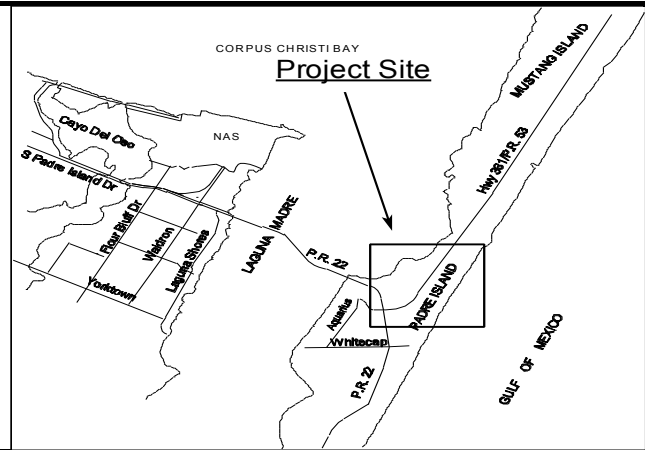 CORPUS CHRISTI BAY
Project Site
MUSTANG ISLAND
Cayo Del Oso
NAS
S Padre Island Dr
Hwy 361/P.R. 53
Flour Bluff Dr
Waldron
Laguna Shores
LAGUNA MADRE
P.R. 22
Yorktown
Aquarius
PADRE ISLAND
Whitecap
P.R. 22
GULF OF MEXICO